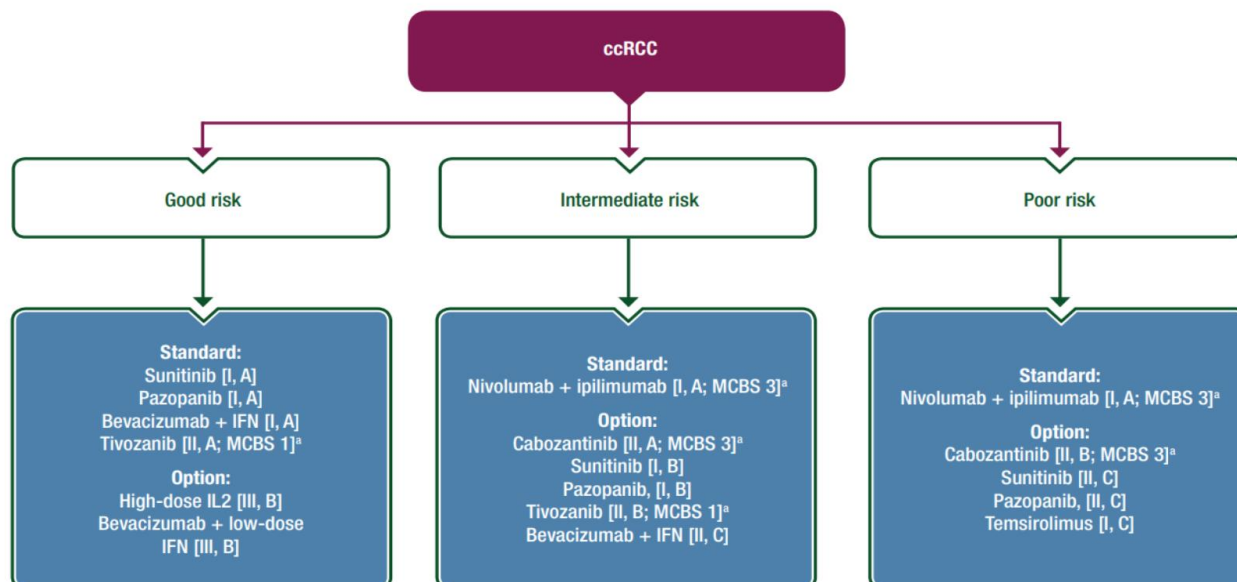 ccRCC
Good risk
Intermediate risk
Poor risk
Standard:
Sunitinib [I, A]
Pazopanib [I, A]
Bevacizumab + IFN [I, A]
Tivozanib [II, A; MCBS 1]ª
Option:
High-dose IL2 [III, B]
Bevacizumab + low-dose
IFN [III, B]
Standard:
Nivolumab + ipilimumab [I, A; MCBS 3]ª
Option:
Cabozantinib [II, A; MCBS 3]ª
Sunitinib [I, B]
Pazopanib, [I, B]
Tivozanib [II, B; MCBS 1]ª
Bevacizumab + IFN [II, C]
Standard:
Nivolumab + ipilimumab [I, A; MCBS 3]ª
Option:
Cabozantinib [II, B; MCBS 3]ª
Sunitinib [II, C]
Pazopanib, [II, C]
Temsirolimus [I, C]